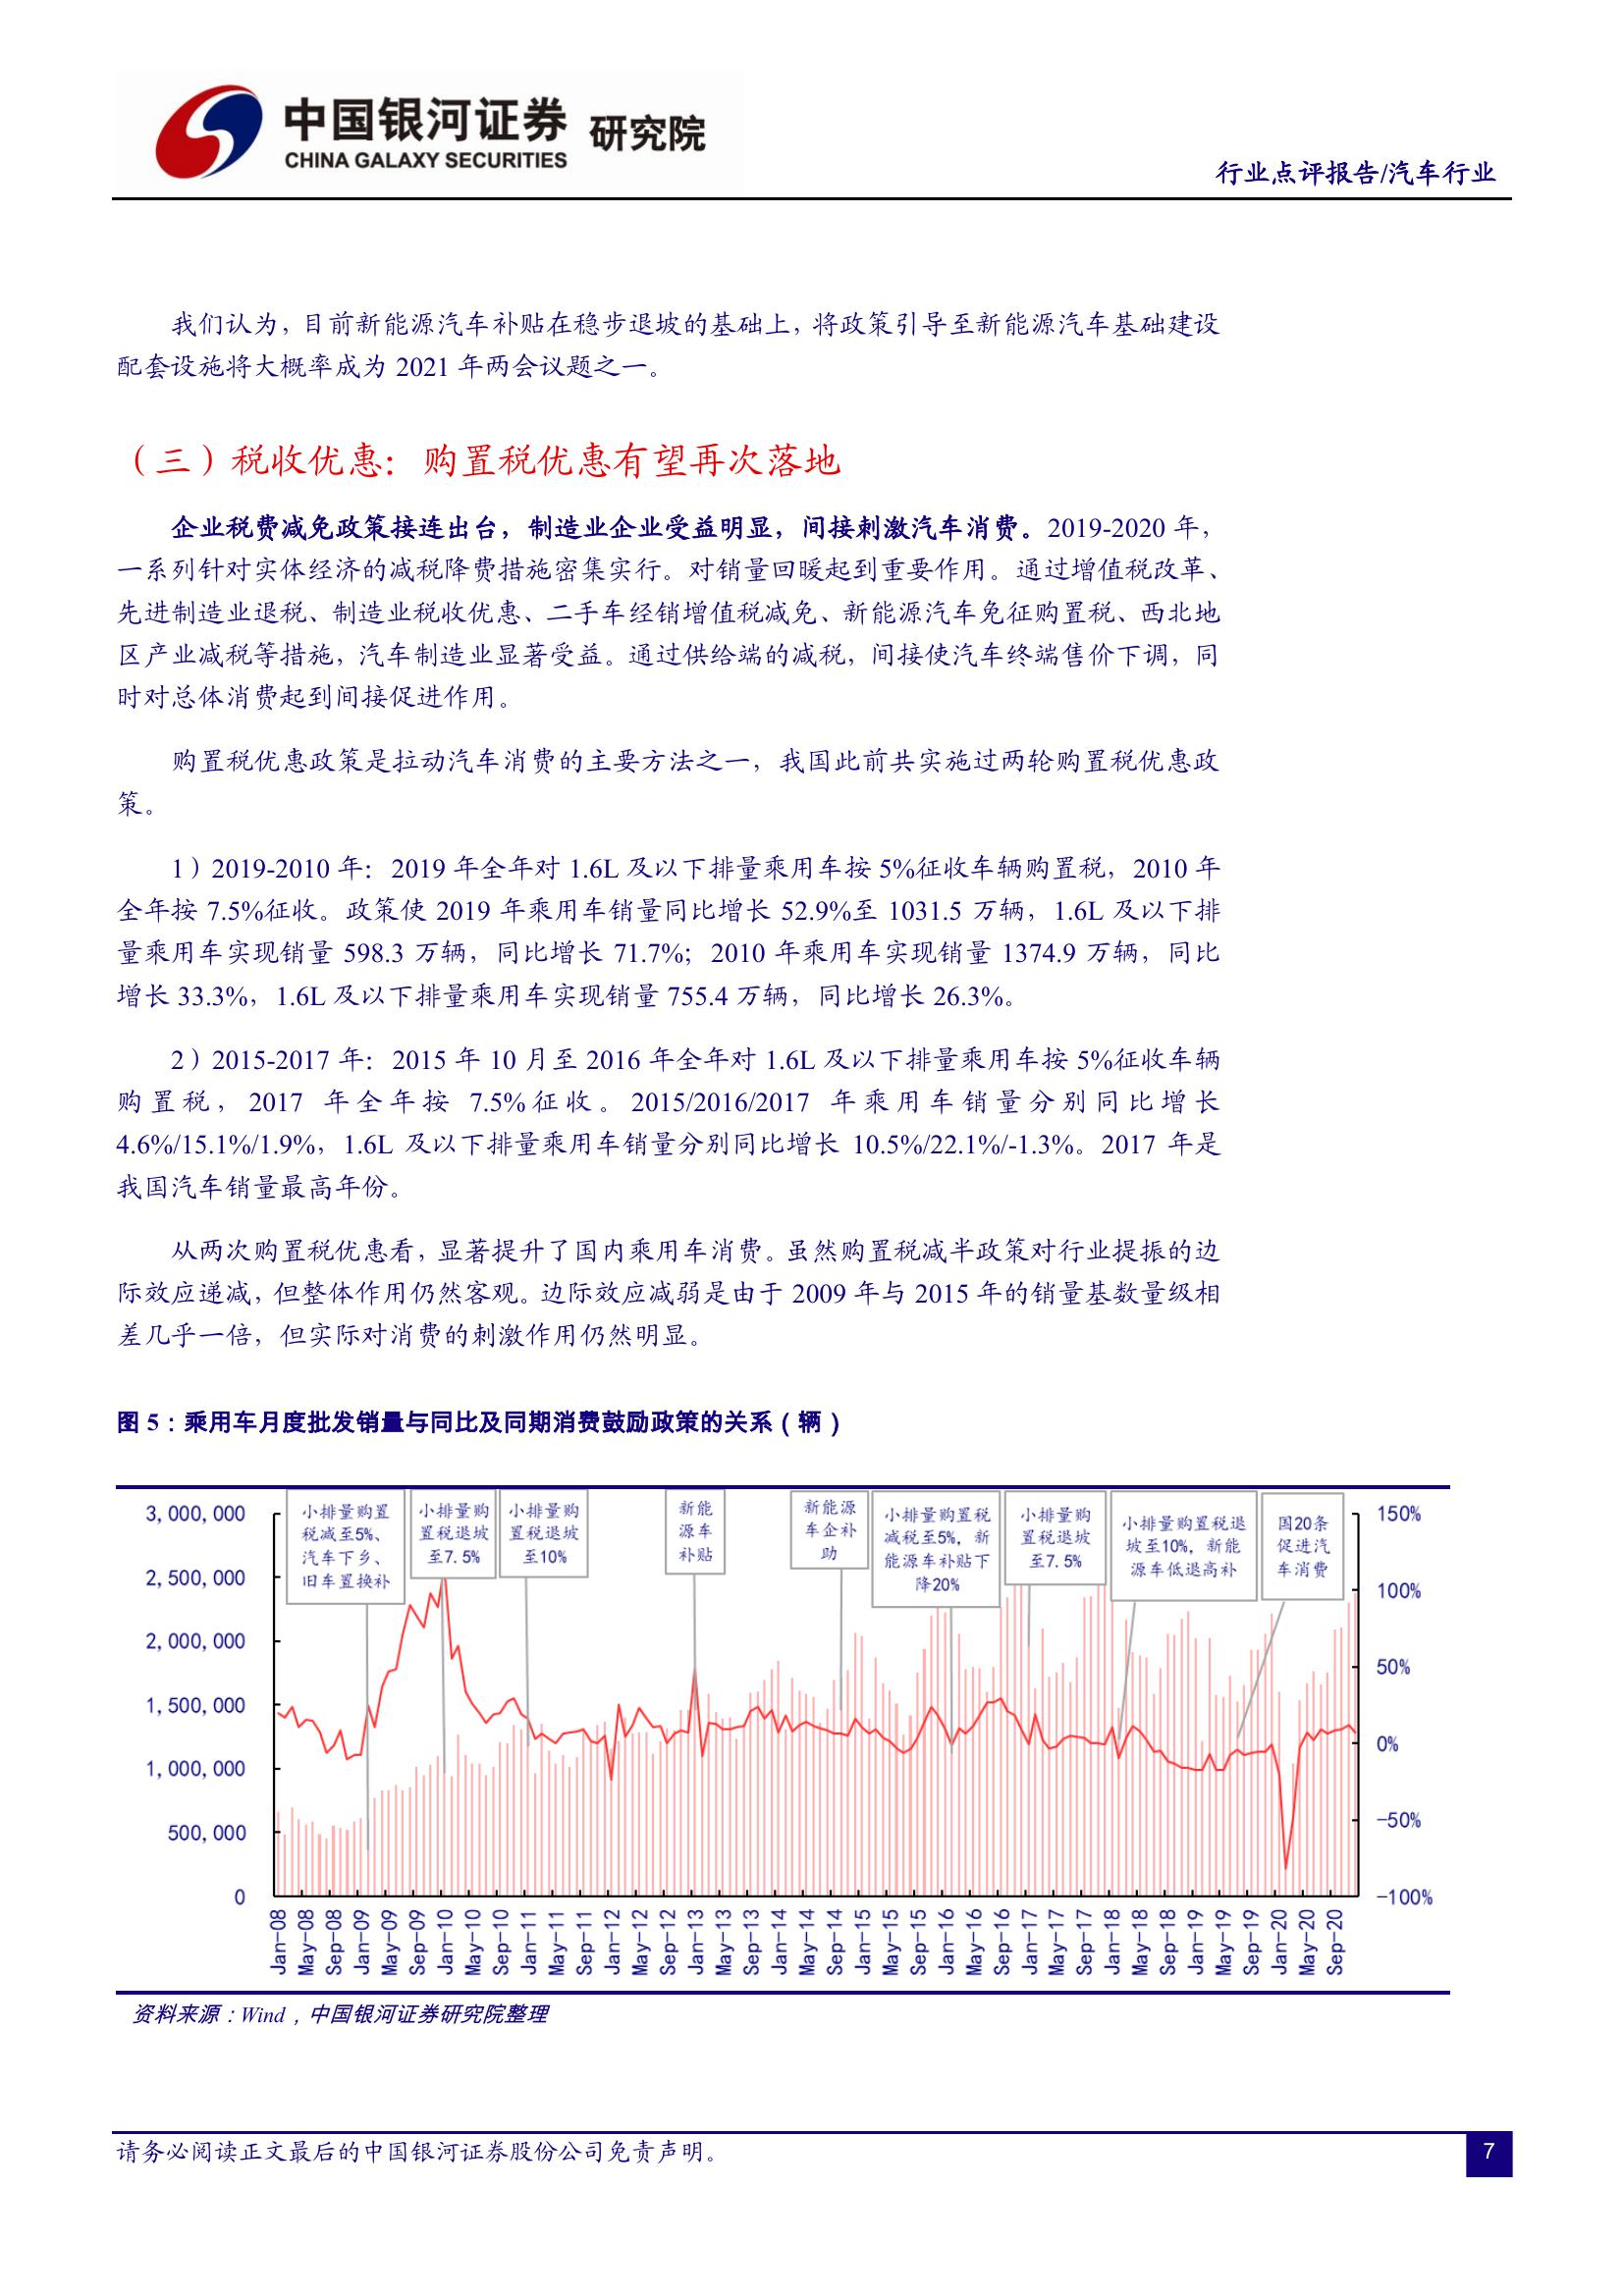 中国银河证券 研究院
CHINA GALAXY SECURITIES
行业点评报告/汽车行业
我们认为，目前新能源汽车补贴在稳步退坡的基础上，将政策引导至新能源汽车基础建设
配套设施将大概率成为 2021 年两会议题之一。
（三）税收优惠：购置税优惠有望再次落地
企业税费减免政策接连出台，制造业企业受益明显，间接刺激汽车消费。2019-2020 年，
一系列针对实体经济的减税降费措施密集实行。对销量回暖起到重要作用。通过增值税改革、
先进制造业退税、制造业税收优惠、二手车经销增值税减免、新能源汽车免征购置税、西北地
区产业减税等措施，汽车制造业显著受益。通过供给端的减税，间接使汽车终端售价下调，同
时对总体消费起到间接促进作用。
购置税优惠政策是拉动汽车消费的主要方法之一，我国此前共实施过两轮购置税优惠政
策。
1）2019-2010 年：2019 年全年对 1.6L 及以下排量乘用车按 5%征收车辆购置税，2010 年
全年按 7.5%征收。政策使 2019 年乘用车销量同比增长 52.9%至 1031.5 万辆，1.6L 及以下排
量乘用车实现销量 598.3 万辆，同比增长 71.7%；2010 年乘用车实现销量 1374.9 万辆，同比
增长 33.3%，1.6L 及以下排量乘用车实现销量 755.4 万辆，同比增长 26.3%。
2）2015-2017 年：2015 年 10 月至 2016 年全年对 1.6L 及以下排量乘用车按 5%征收车辆
购置税，2017 年全年按 7.5%征收。2015/2016/2017 年乘用车销量分别同比增长
4.6%/15.1%/1.9%，1.6L 及以下排量乘用车销量分别同比增长 10.5%/22.1%/-1.3%。2017 年是
我国汽车销量最高年份。
从两次购置税优惠看，显著提升了国内乘用车消费。虽然购置税减半政策对行业提振的边
际效应递减，但整体作用仍然客观。边际效应减弱是由于 2009 年与 2015 年的销量基数量级相
差几乎一倍，但实际对消费的刺激作用仍然明显。
图 5：乘用车月度批发销量与同比及同期消费鼓励政策的关系（辆）
小排量购置
税减至5%、
汽车下乡、
旧车置换补
小排量购
置税退坡
至7.5%
小排量购
置税退坡
至10%
新能
源车
补贴
新能源
车企补
助
小排量购置税
减税至5%，新
能源车补贴下
降20%
小排量购
置税退坡
至7.5%
小排量购置税退
坡至10%，新能
源车低退高补
国20条
促进汽
车消费
3,000,000
2,500,000
2,000,000
1,500,000
1,000,000
500,000
0
150%
100%
50%
0%
-50%
-100%
Jan-08
May-08
Sep-08
Jan-09
May-09
Sep-09
Jan-10
May-10
Sep-10
Jan-11
May-11
Sep-11
Jan-12
May-12
Sep-12
Jan-13
May-13
Sep-13
Jan-14
May-14
Sep-14
Jan-15
May-15
Sep-15
Jan-16
May-16
Sep-16
Jan-17
May-17
Sep-17
Jan-18
May-18
Sep-18
Jan-19
May-19
Sep-19
Jan-20
May-20
Sep-20
资料来源：Wind，中国银河证券研究院整理
请务必阅读正文最后的中国银河证券股份公司免责声明。
7